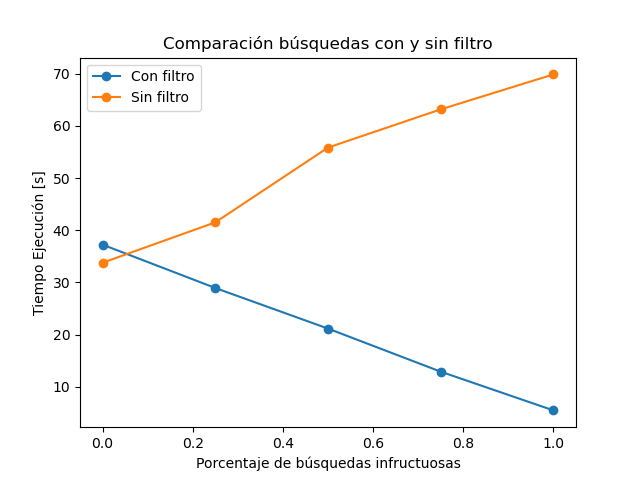 Comparación búsquedas con y sin filtro
Con filtro
Sin filtro
Tiempo Ejecución [s]
70
60
50
40
30
20
10
0.0 0.2 0.4 0.6 0.8 1.0
Porcentaje de búsquedas infructuosas